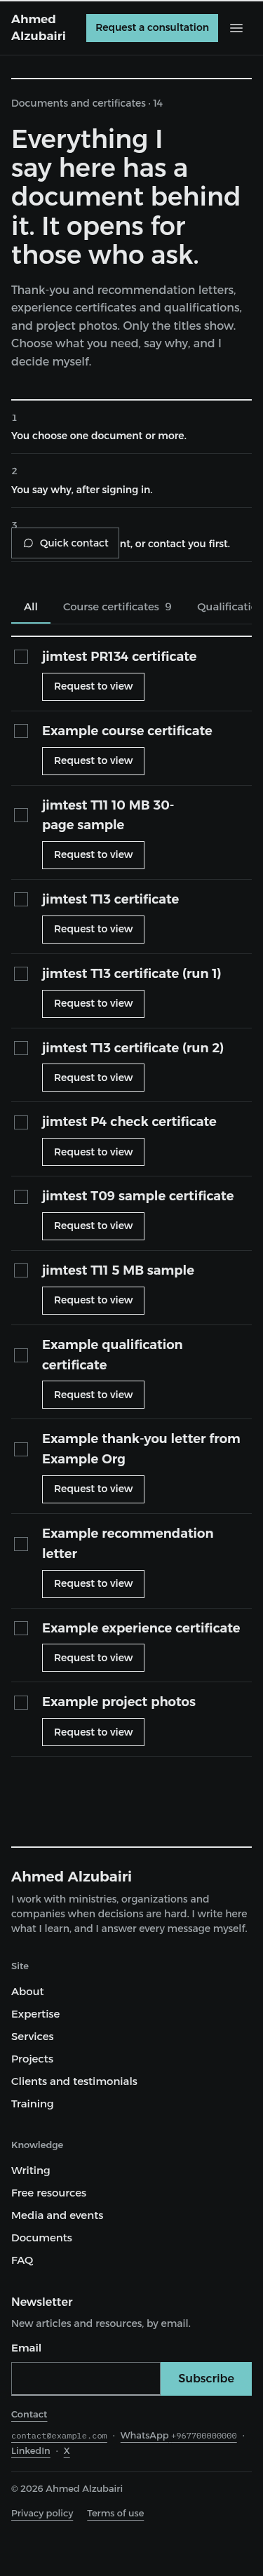 Ahmed
Alzubairi
Request a consultation
Documents and certificates · 14
Everything I
say here has a
document behind
it. It opens for
those who ask.
Thank-you and recommendation letters,
experience certificates and qualifications,
and project photos. Only the titles show.
Choose what you need, say why, and I
decide myself.
1
You choose one document or more.
2
You say why, after signing in.
3
Quick contact
nt, or contact you first.
All
Course certificates 9
Qualificati
jimtest PR134 certificate
Request to view
Example course certificate
Request to view
jimtest T11 10 MB 30-
page sample
Request to view
jimtest T13 certificate
Request to view
jimtest T13 certificate (run 1)
Request to view
jimtest T13 certificate (run 2)
Request to view
jimtest P4 check certificate
Request to view
jimtest T09 sample certificate
Request to view
jimtest T11 5 MB sample
Request to view
Example qualification
certificate
Request to view
Example thank-you letter from
Example Org
Request to view
Example recommendation
letter
Request to view
Example experience certificate
Request to view
Example project photos
Request to view
Ahmed Alzubairi
I work with ministries, organizations and
companies when decisions are hard. I write here
what I learn, and I answer every message myself.
Site
About
Expertise
Services
Projects
Clients and testimonials
Training
Knowledge
Writing
Free resources
Media and events
Documents
FAQ
Newsletter
New articles and resources, by email.
Email
Subscribe
Contact
contact@example.com · WhatsApp +967700000000 ·
LinkedIn · X
© 2026 Ahmed Alzubairi
Privacy policy Terms of use